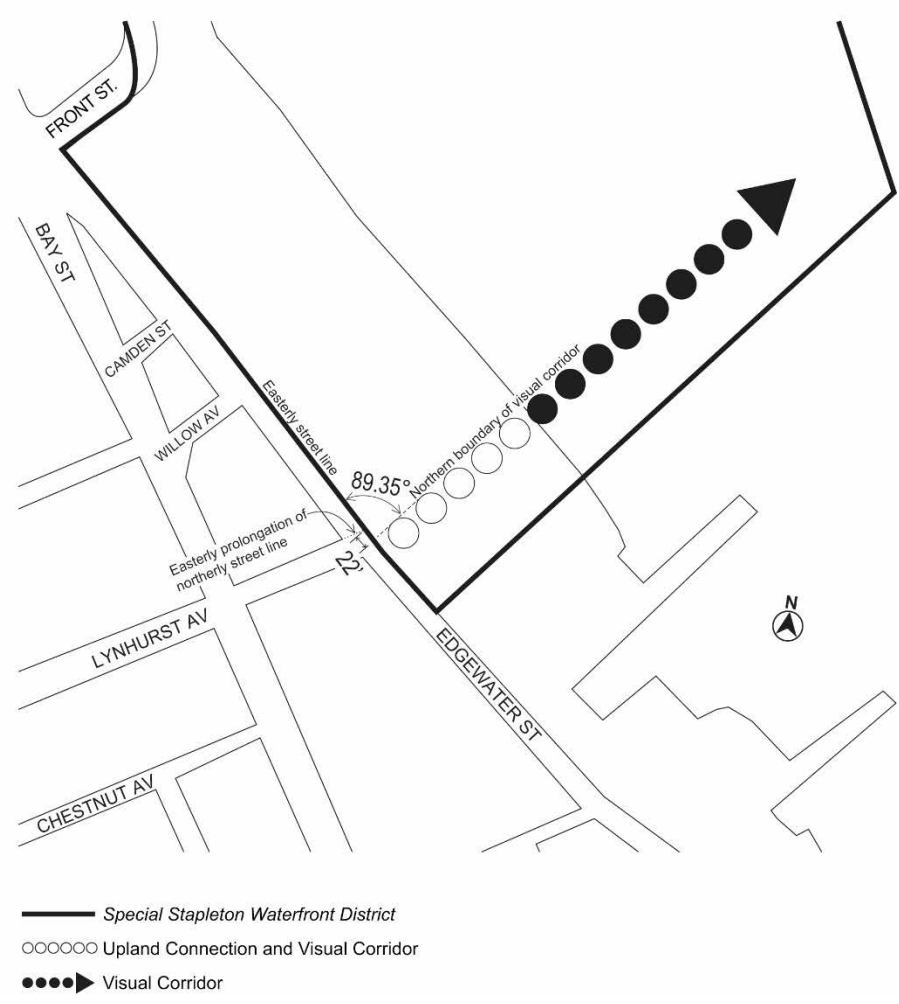 FRONT ST.
BAY ST
CAMDEN ST
WILLOW AV
Easterly street line
Northern boundary of visual corridor
89.35°
Easterly prolongation of
northerly street line
22'
N
LYNHURST AV
EDGEWATER ST
CHESTNUT AV
Special Stapleton Waterfront District
Upland Connection and Visual Corridor
Visual Corridor